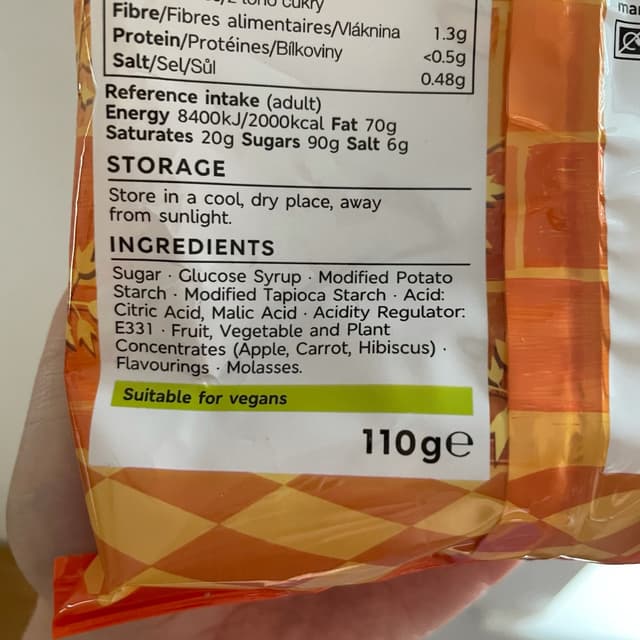 cukry
Fibre/Fibres alimentaires/Vláknina 1.3g
Protein/Protéines/Bílkoviny <0.5g
Salt/Sel/Sůl 0.48g
Reference intake (adult)
Energy 8400kJ/2000kcal Fat 70g
Saturates 20g Sugars 90g Salt 6g
STORAGE
Store in a cool, dry place, away
from sunlight.
INGREDIENTS
Sugar · Glucose Syrup · Modified Potato
Starch · Modified Tapioca Starch · Acid:
Citric Acid, Malic Acid · Acidity Regulator:
E331 · Fruit, Vegetable and Plant
Concentrates (Apple, Carrot, Hibiscus) ·
Flavourings · Molasses.
Suitable for vegans
110g℮